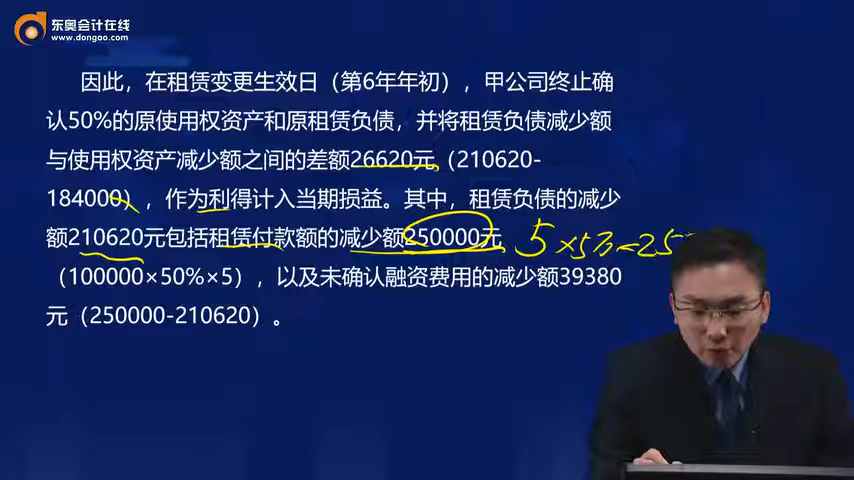 东奥会计在线
www.dongao.com
因此，在租赁变更生效日（第6年年初），甲公司终止确
认50%的原使用权资产和原租赁负债，并将租赁负债减少额
与使用权资产减少额之间的差额26620元（210620-
184000），作为利得计入当期损益。其中，租赁负债的减少
额210620元包括租赁付款额的减少额250000元
5×5万=25
（100000×50%×5），以及未确认融资费用的减少额39380
元（250000-210620）。